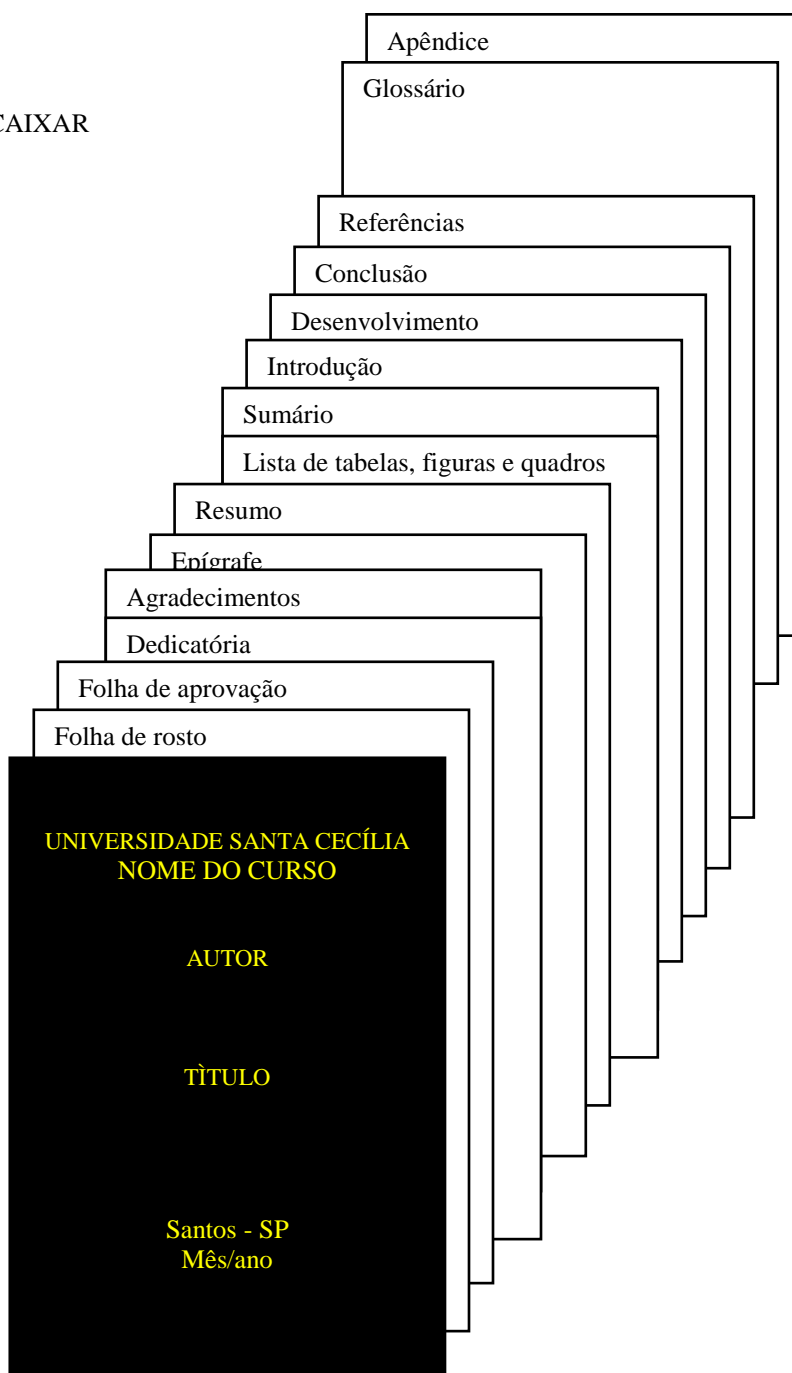 Apêndice
Glossário
CAIXAR
Referências
Conclusão
Desenvolvimento
Introdução
Sumário
Lista de tabelas, figuras e quadros
Resumo
Epígrafe
Agradecimentos
Dedicatória
Folha de aprovação
Folha de rosto
UNIVERSIDADE SANTA CECÍLIA
NOME DO CURSO
AUTOR
TÌTULO
Santos - SP
Mês/ano